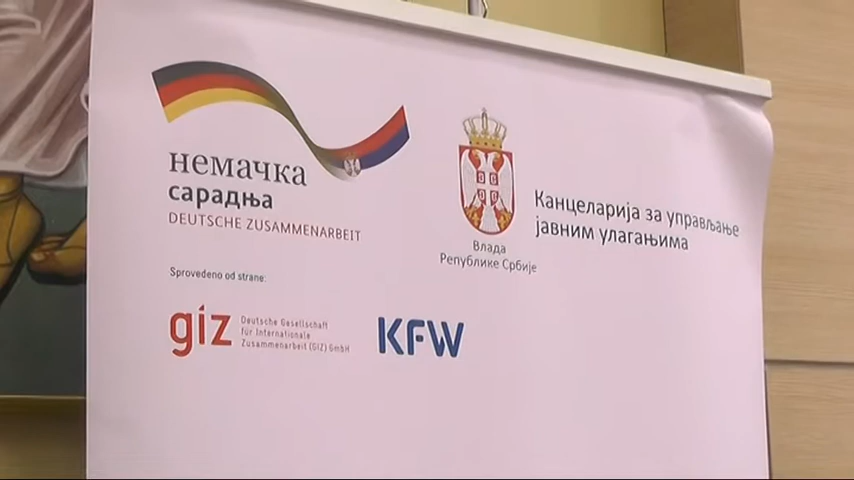 немачка
сарадња
DEUTSCHE ZUSAMMENARBEIT
Влада
Републике Србије
Канцеларија за управљање
јавним улагањима
Sprovedeno od strane:
giz
Deutsche Gesellschaft
für Internationale
Zusammenarbeit (GIZ) GmbH
KFW